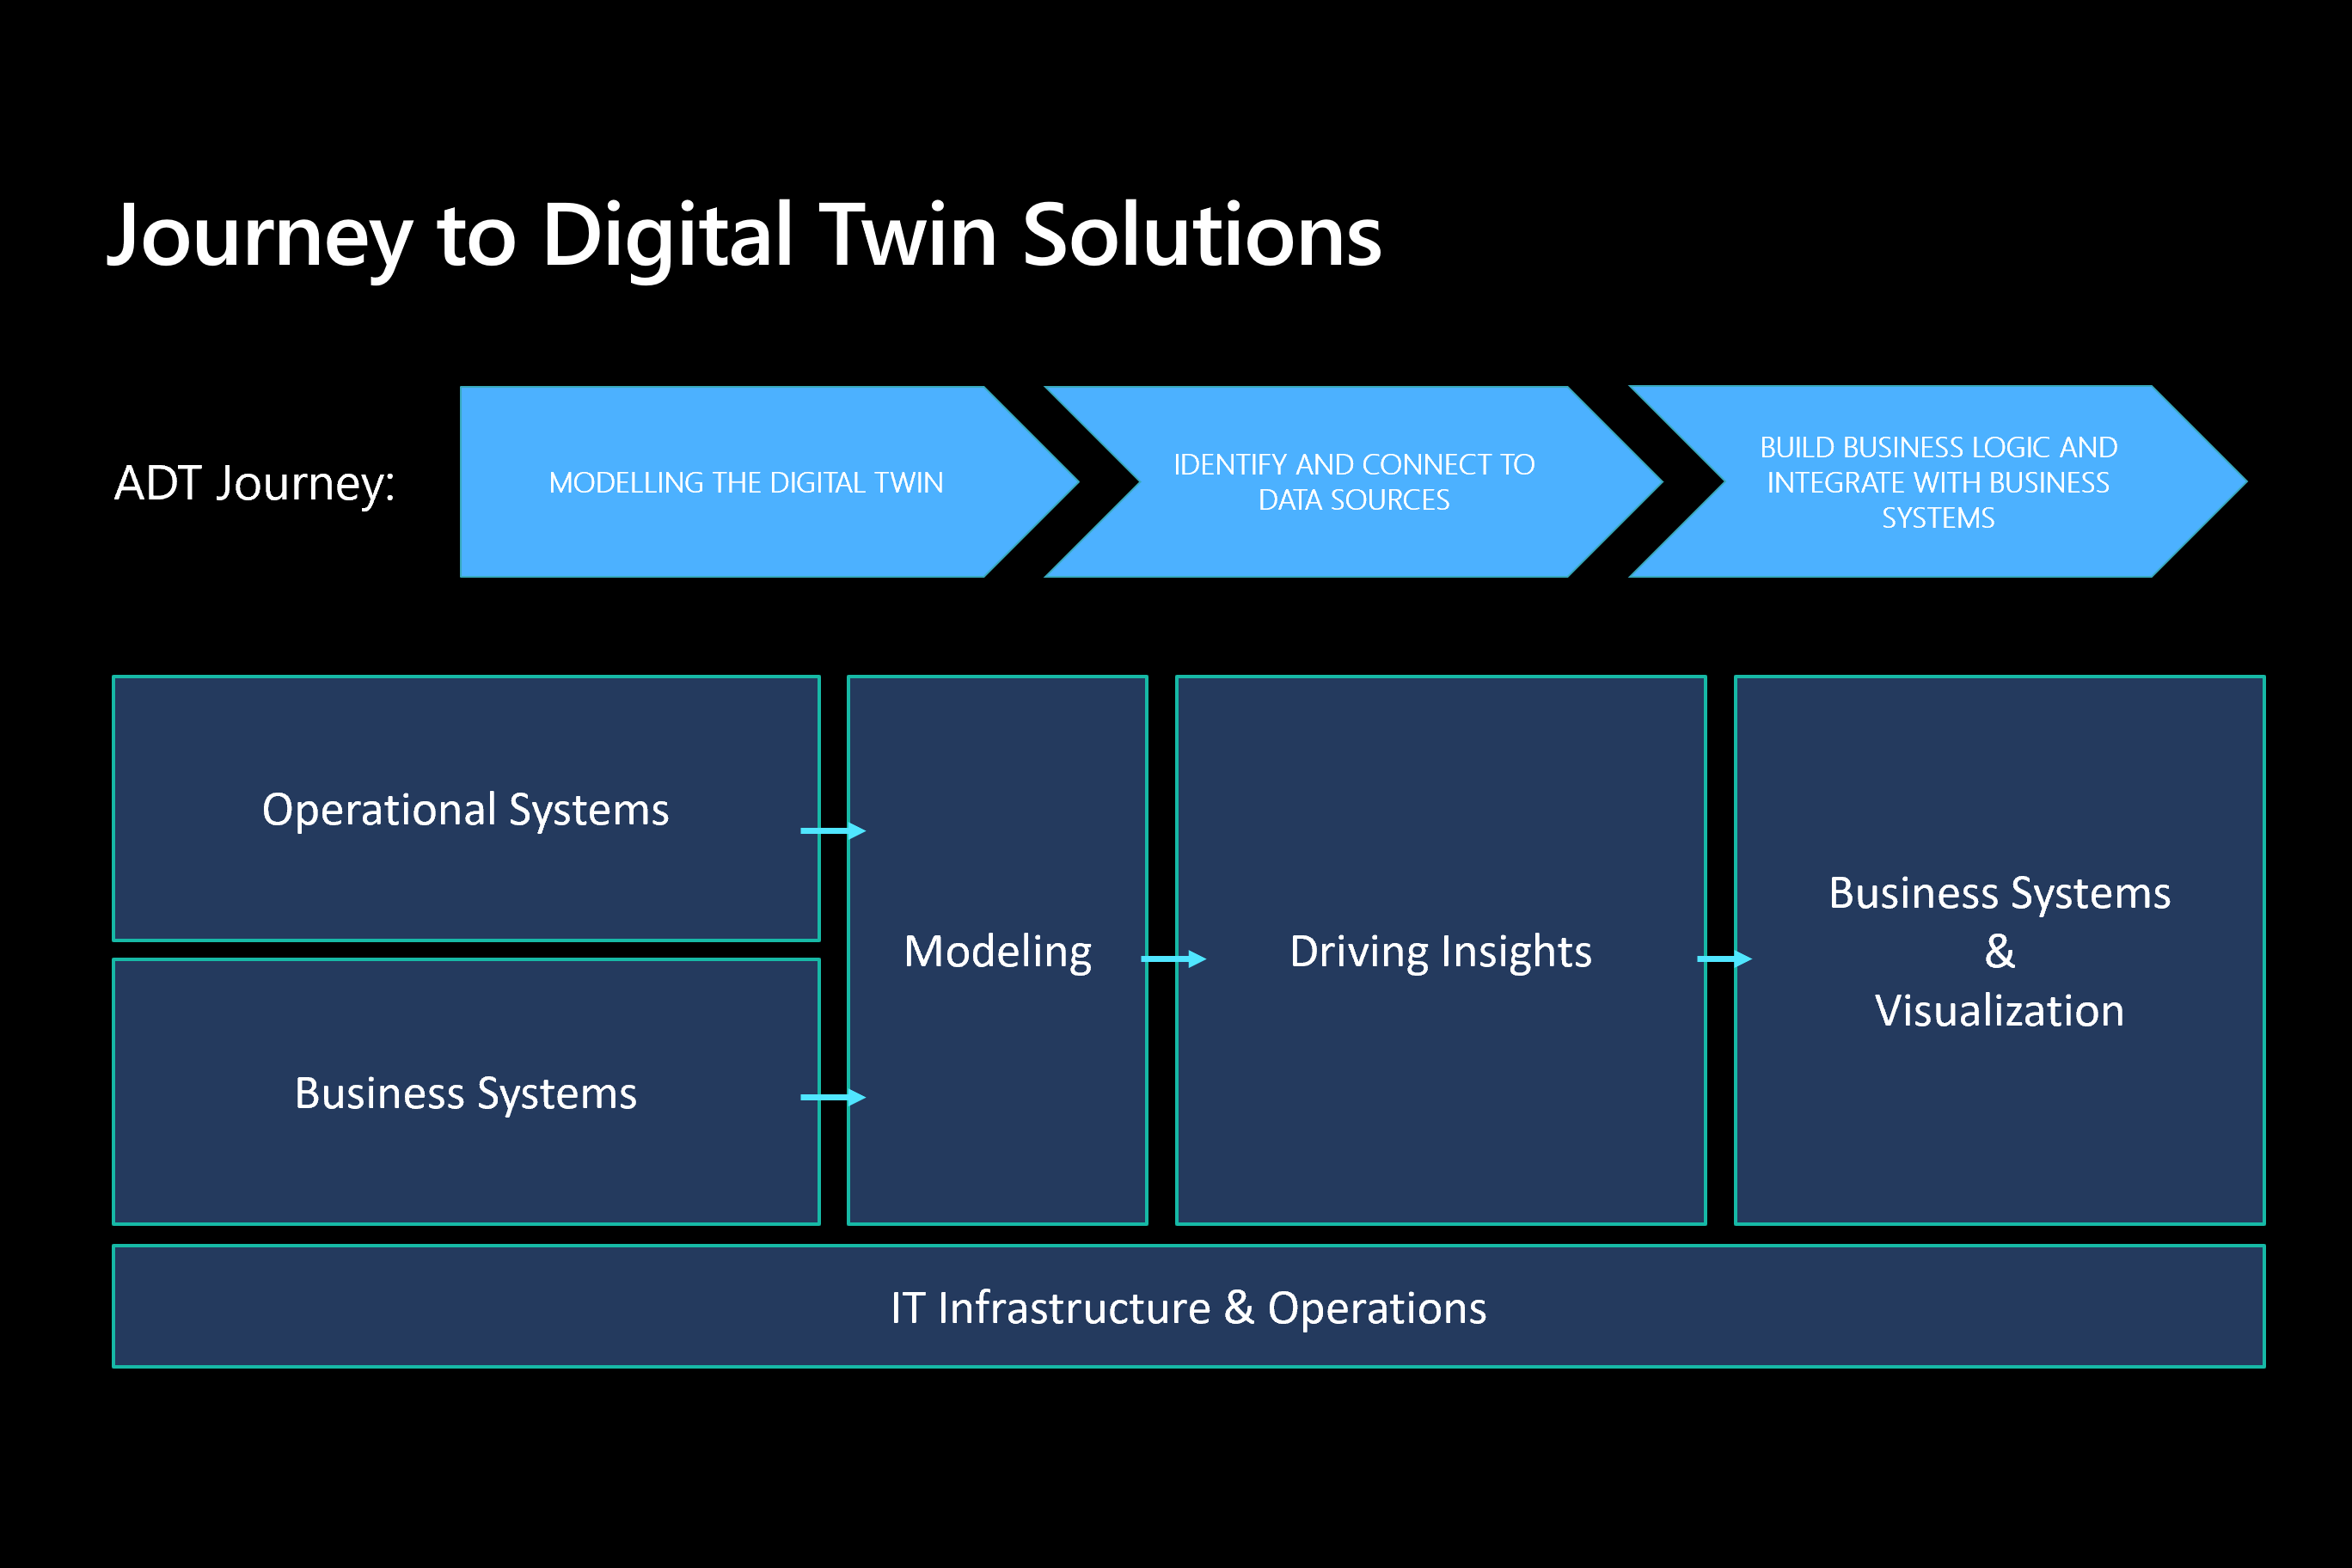 Journey to Digital Twin Solutions
ADT Journey:
MODELLING THE DIGITAL TWIN
IDENTIFY AND CONNECT TO
DATA SOURCES
BUILD BUSINESS LOGIC AND
INTEGRATE WITH BUSINESS
SYSTEMS
Operational Systems
Business Systems
Modeling
Driving Insights
Business Systems
&
Visualization
IT Infrastructure & Operations